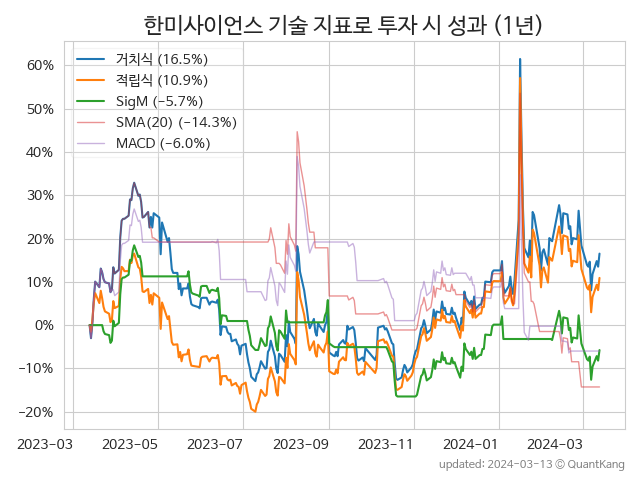 한미사이언스 기술 지표로 투자 시 성과 (1년)
거치식 (16.5%)
적립식 (10.9%)
SigM (−5.7%)
SMA(20) (−14.3%)
MACD (−6.0%)
60%
50%
40%
30%
20%
10%
0%
−10%
−20%
2023-03 2023-05 2023-07 2023-09 2023-11 2024-01 2024-03
updated: 2024-03-13 © QuantKang